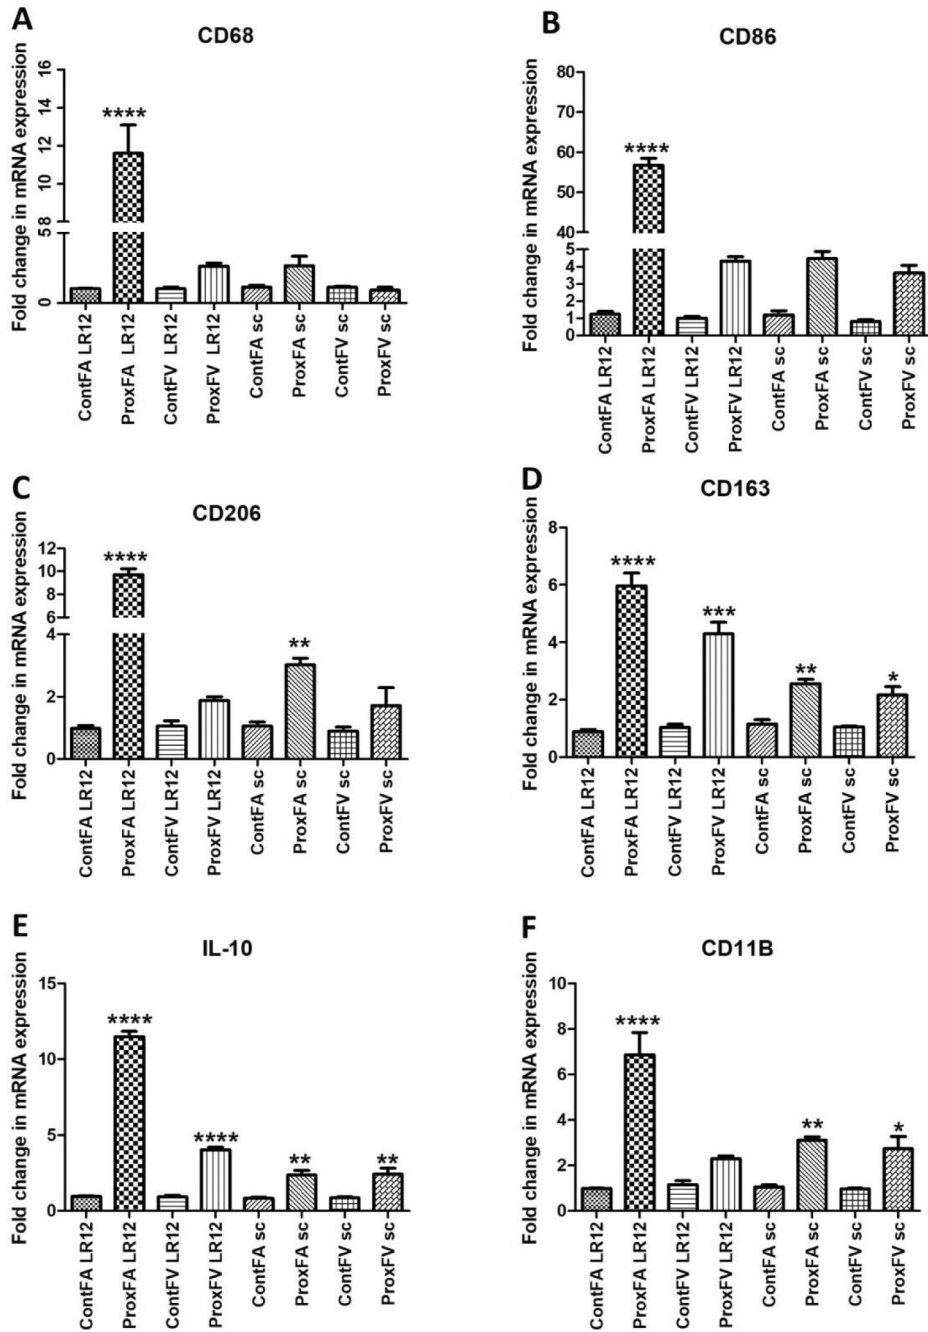 A
CD68
Fold change in mRNA expression
16
14
12
10
8
5
0
****
ContFA LR12
ProxFA LR12
ContFV LR12
ProxFV LR12
ContFA sc
ProxFA sc
ContFV sc
ProxFV sc
B
CD86
Fold change in mRNA expression
80
70
60
50
40
5
4
3
2
1
0
****
ContFA LR12
ProxFA LR12
ContFV LR12
ProxFV LR12
ContFA sc
ProxFA sc
ContFV sc
ProxFV sc
C
CD206
Fold change in mRNA expression
12
10
8
6
4
2
0
****
**
ContFA LR12
ProxFA LR12
ContFV LR12
ProxFV LR12
ContFA sc
ProxFA sc
ContFV sc
ProxFV sc
D
CD163
Fold change in mRNA expression
8
6
4
2
0
****
***
**
*
ContFA LR12
ProxFA LR12
ContFV LR12
ProxFV LR12
ContFA sc
ProxFA sc
ContFV sc
ProxFV sc
E
IL-10
Fold change in mRNA expression
15
10
5
0
****
****
**
**
ContFA LR12
ProxFA LR12
ContFV LR12
ProxFV LR12
ContFA sc
ProxFA sc
ContFV sc
ProxFV sc
F
CD11B
Fold change in mRNA expression
10
8
6
4
2
0
****
**
*
ContFA LR12
ProxFA LR12
ContFV LR12
ProxFV LR12
ContFA sc
ProxFA sc
ContFV sc
ProxFV sc